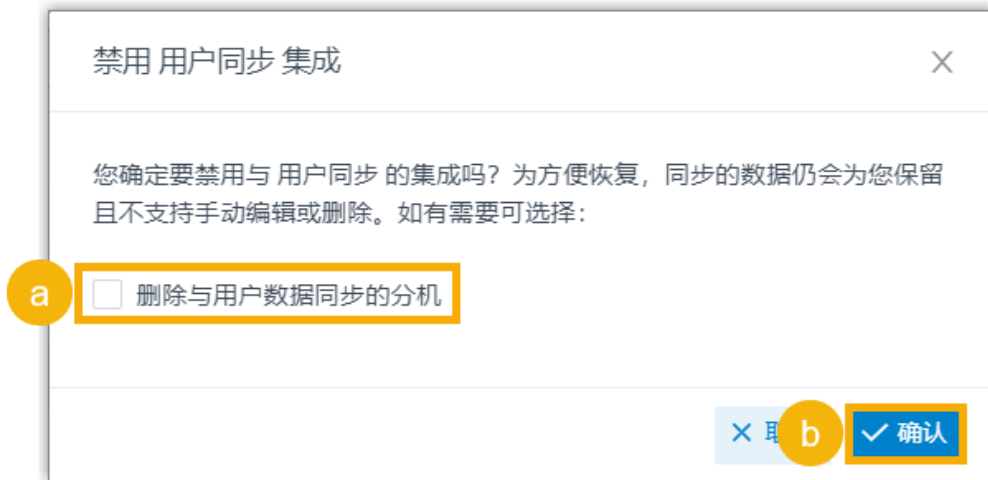 禁用 用户同步 集成
您确定要禁用与 用户同步 的集成吗？为方便恢复，同步的数据仍会为您保留
且不支持手动编辑或删除。如有需要可选择：
a
删除与用户数据同步的分机
b
确认